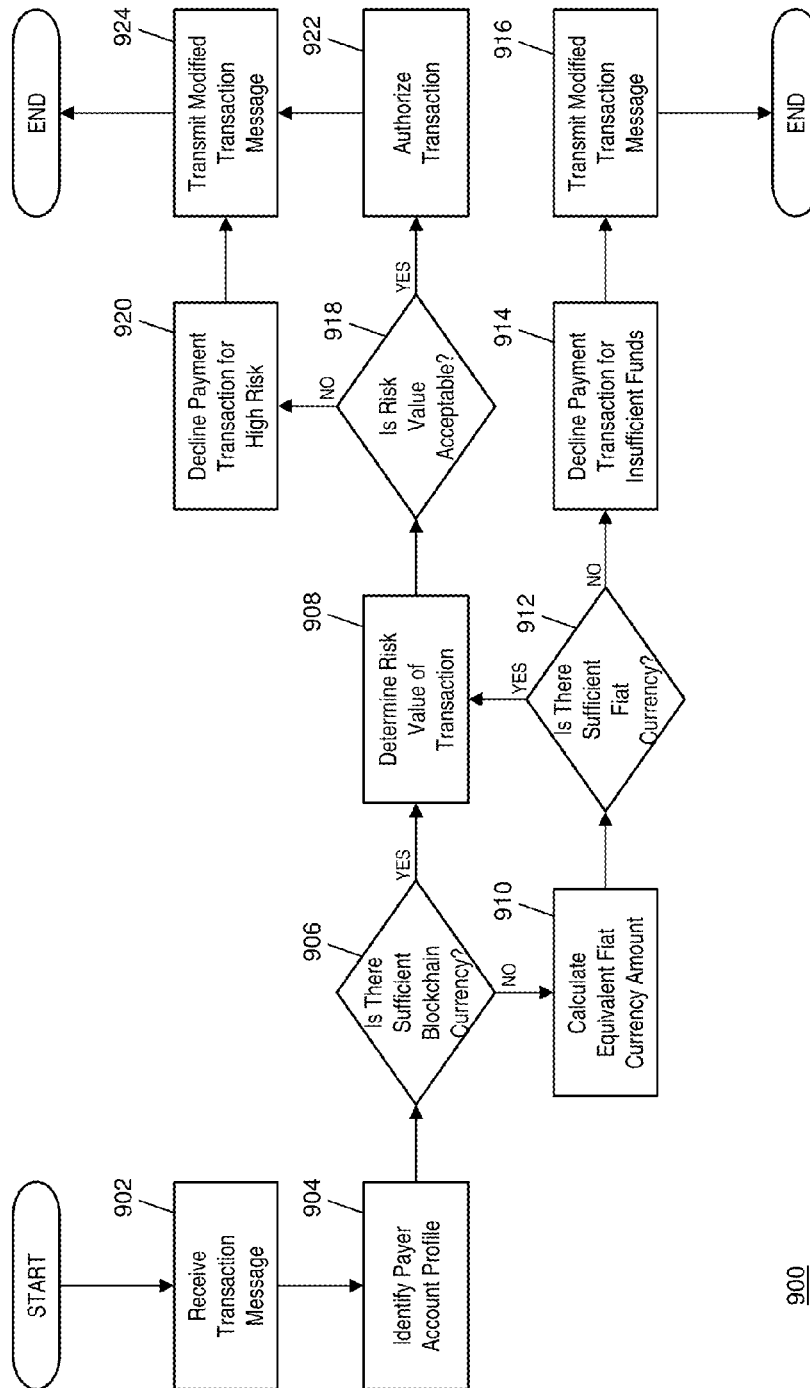 START
902
Receive
Transaction
Message
904
Identify Payer
Account Profile
906
Is There
Sufficient
Blockchain
Currency?
YES
NO
908
Determine Risk
Value of
Transaction
910
Calculate
Equivalent Fiat
Currency Amount
912
Is There
Sufficient
Fiat
Currency?
YES
NO
914
Decline Payment
Transaction for
Insufficient Funds
916
Transmit Modified
Transaction
Message
END
918
Is Risk
Value
Acceptable?
NO
YES
920
Decline Payment
Transaction for
High Risk
922
Authorize
Transaction
924
Transmit Modified
Transaction
Message
END
900